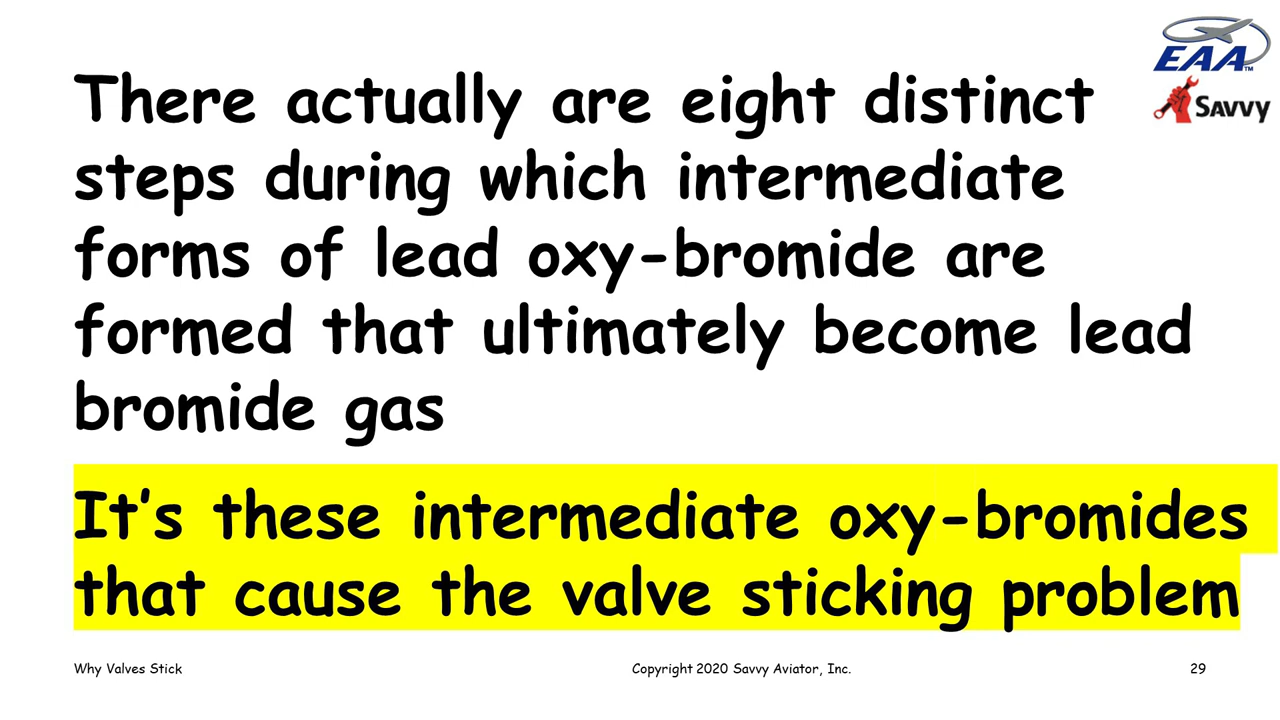 EAA™
SAVVY
There actually are eight distinct
steps during which intermediate
forms of lead oxy-bromide are
formed that ultimately become lead
bromide gas
It’s these intermediate oxy-bromides
that cause the valve sticking problem
Why Valves Stick
Copyright 2020 Savvy Aviator, Inc.
29